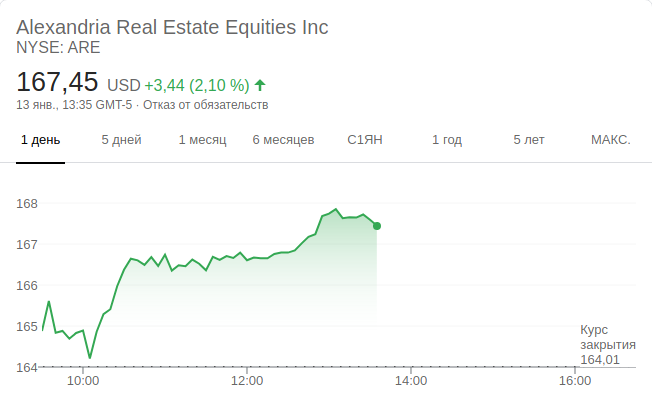 Alexandria Real Estate Equities Inc
NYSE: ARE
167,45 USD +3,44 (2,10 %)
13 янв., 13:35 GMT-5 · Отказ от обязательств
1 день 5 дней 1 месяц 6 месяцев С1ЯН 1 год 5 лет МАКС.
168
167
166
165
Курс
закрытия
164,01
164
10:00 12:00 14:00 16:00